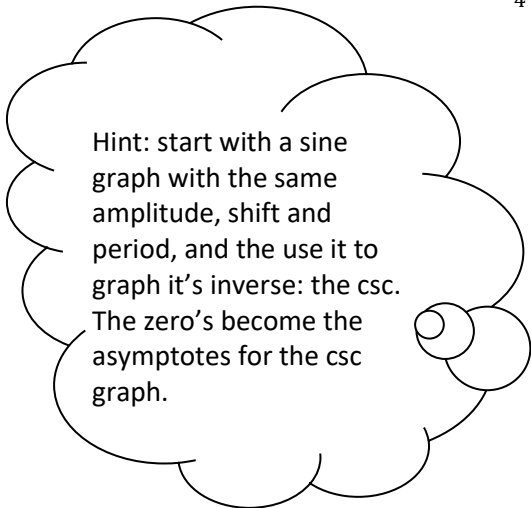 4
Hint: start with a sine
graph with the same
amplitude, shift and
period, and the use it to
graph it’s inverse: the csc.
The zero’s become the
asymptotes for the csc
graph.